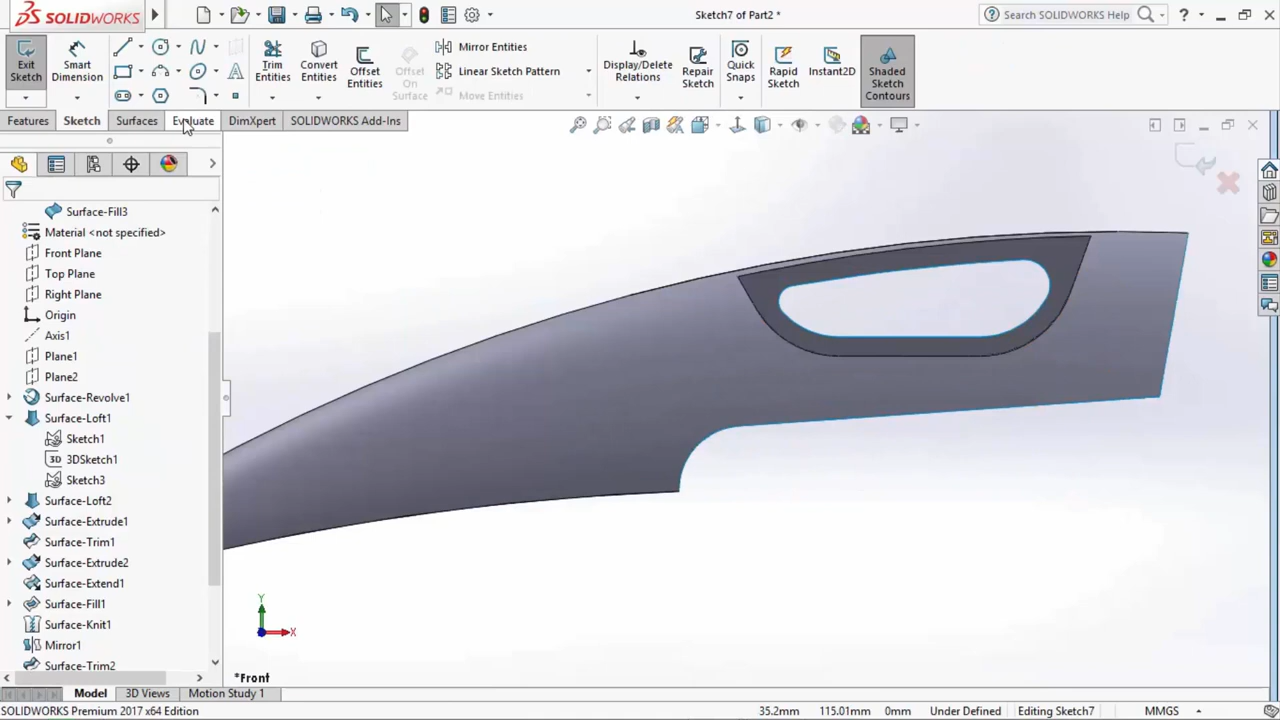 SOLIDWORKS
Sketch7 of Part2 *
Search SOLIDWORKS Help
?
Exit Sketch
Smart Dimension
Trim Entities
Convert Entities
Offset Entities
Offset On Surface
Mirror Entities
Linear Sketch Pattern
Move Entities
Display/Delete Relations
Repair Sketch
Quick Snaps
Rapid Sketch
Instant2D
Shaded Sketch Contours
Features
Sketch
Surfaces
Evaluate
DimXpert
SOLIDWORKS Add-Ins
Surface-Fill3
Material <not specified>
Front Plane
Top Plane
Right Plane
Origin
Axis1
Plane1
Plane2
Surface-Revolve1
Surface-Loft1
Sketch1
3D 3DSketch1
Sketch3
Surface-Loft2
Surface-Extrude1
Surface-Trim1
Surface-Extrude2
Surface-Extend1
Surface-Fill1
Surface-Knit1
Mirror1
Surface-Trim2
Y
X
*Front
Model
3D Views
Motion Study 1
SOLIDWORKS Premium 2017 x64 Edition
35.2mm
115.01mm
0mm
Under Defined
Editing Sketch7
MMGS